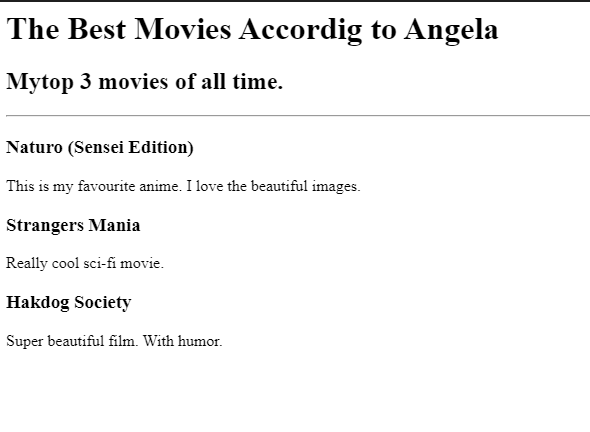 The Best Movies Accordig to Angela
Mytop 3 movies of all time.
Naturo (Sensei Edition)
This is my favourite anime. I love the beautiful images.
Strangers Mania
Really cool sci-fi movie.
Hakdog Society
Super beautiful film. With humor.